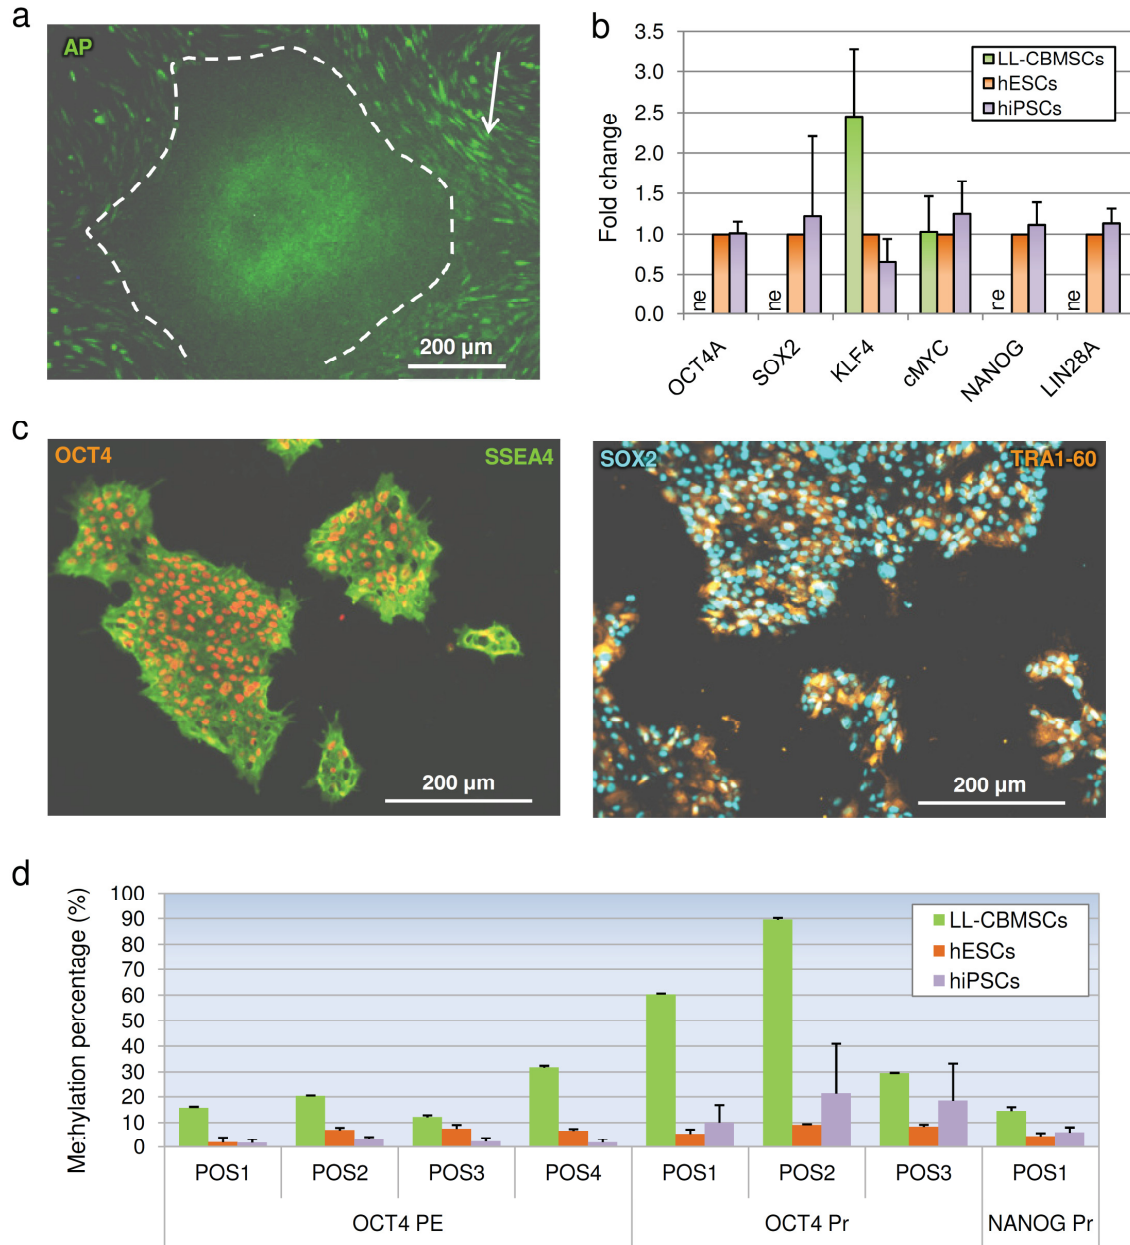 a
AP
200 µm
b
3.5
3.0
2.5
2.0
1.5
1.0
0.5
0.0
Fold change
LL-CBMSCs
hESCs
hiPSCs
ne
ne
re
ne
OCT4A
SOX2
KLF4
cMYC
NANOG
LIN28A
c
OCT4
SSEA4
200 µm
SOX2
TRA1-60
200 µm
d
Me:hylation percentage (%)
100
90
80
70
60
50
40
30
20
10
0
LL-CBMSCs
hESCs
hiPSCs
POS1 POS2 POS3 POS4 POS1 POS2 POS3 POS1
OCT4 PE OCT4 Pr NANOG Pr